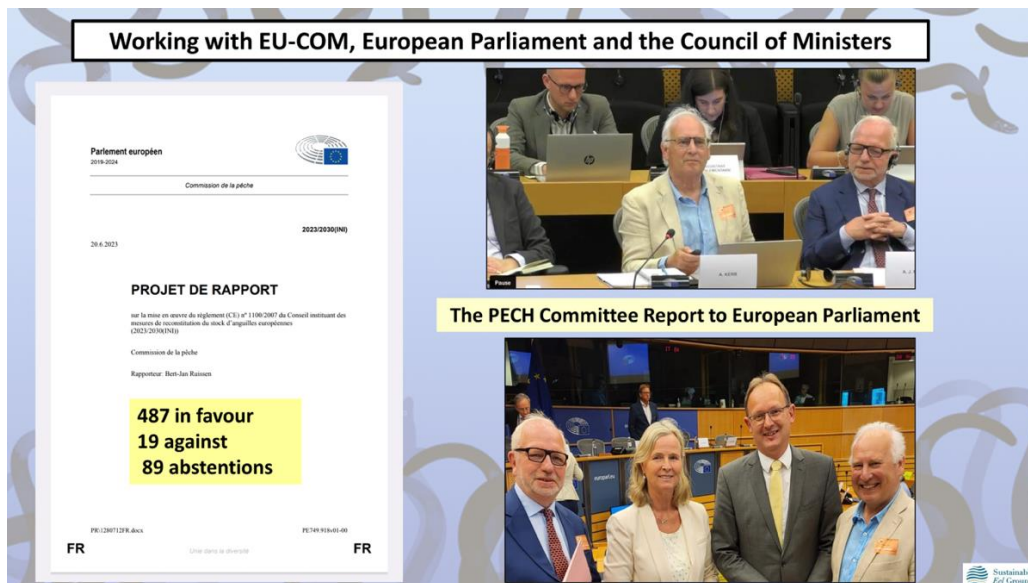 Working with EU-COM, European Parliament and the Council of Ministers
Parlement européen
2019-2024
Commission de la pêche
2023/2030(INI)
20.6.2023
PROJET DE RAPPORT
sur la mise en œuvre du règlement (CE) nº 1100/2007 du Conseil instituant des
mesures de reconstitution du stock d'anguilles européennes
(2023/2030(INI))
Commission de la pêche
Rapporteur: Bert-Jan Ruissen
487 in favour
19 against
89 abstentions
PR\1280712FR.docx
PE749.918v01-00
FR
Unie dans la diversité
FR
hp
A. KERR
Pause
The PECH Committee Report to European Parliament
Sustainab
Eel Group